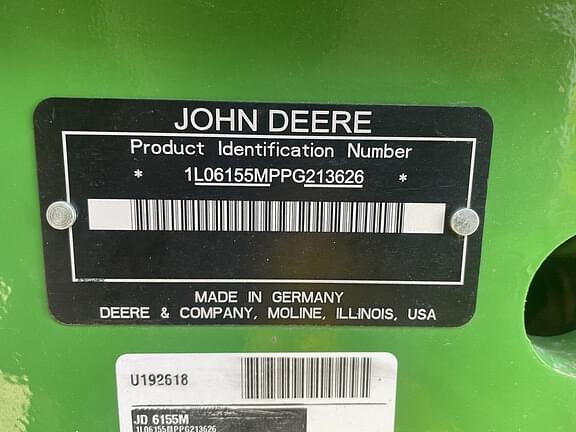 JOHN DEERE
Product Identification Number
* 1L06155MPPG213626 *
MADE IN GERMANY
DEERE & COMPANY, MOLINE, ILLINOIS, USA
U192618
JD 6155M
1L06155MPPG213626